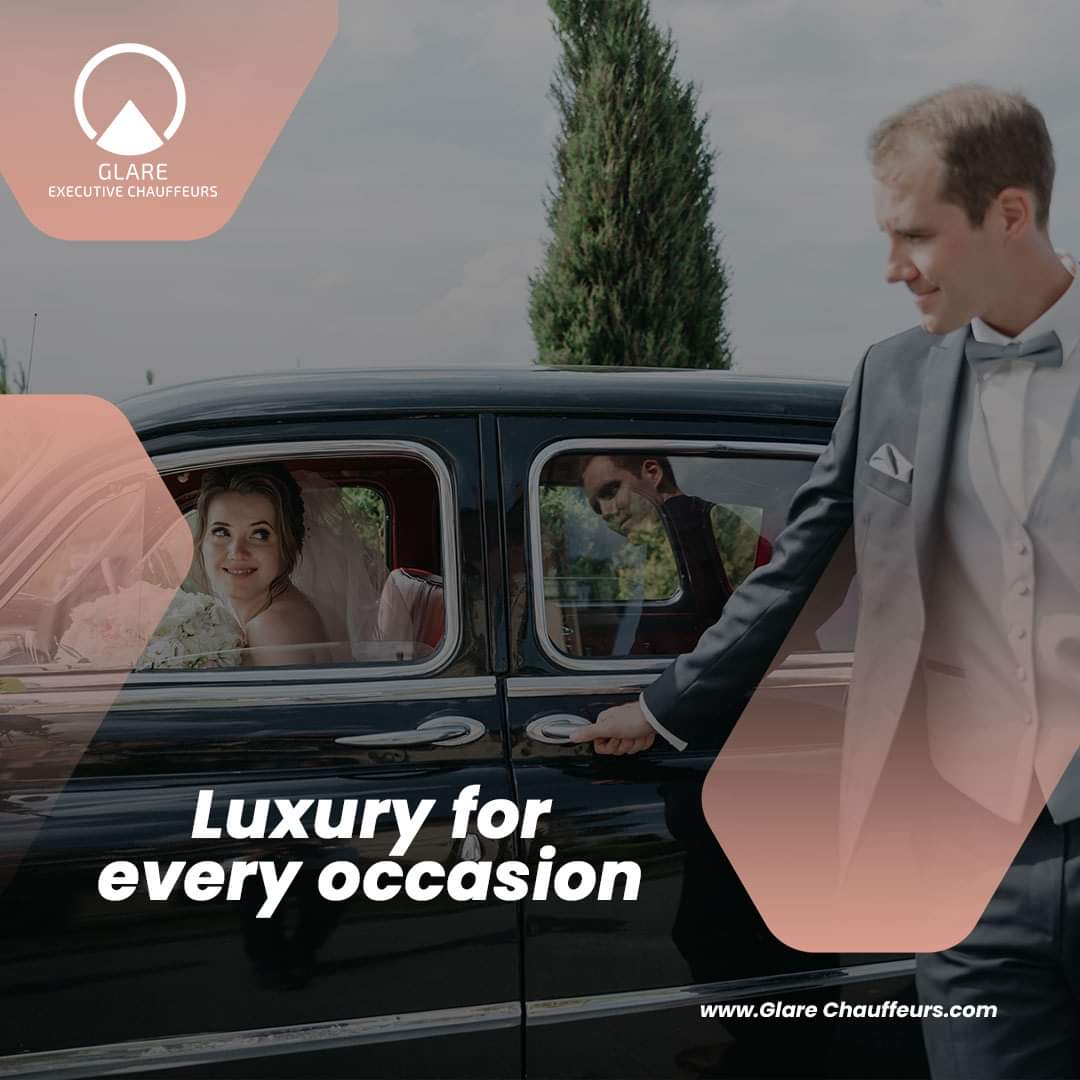 GLARE
EXECUTIVE CHAUFFEURS
Luxury for
every occasion
www.Glare Chauffeurs.com